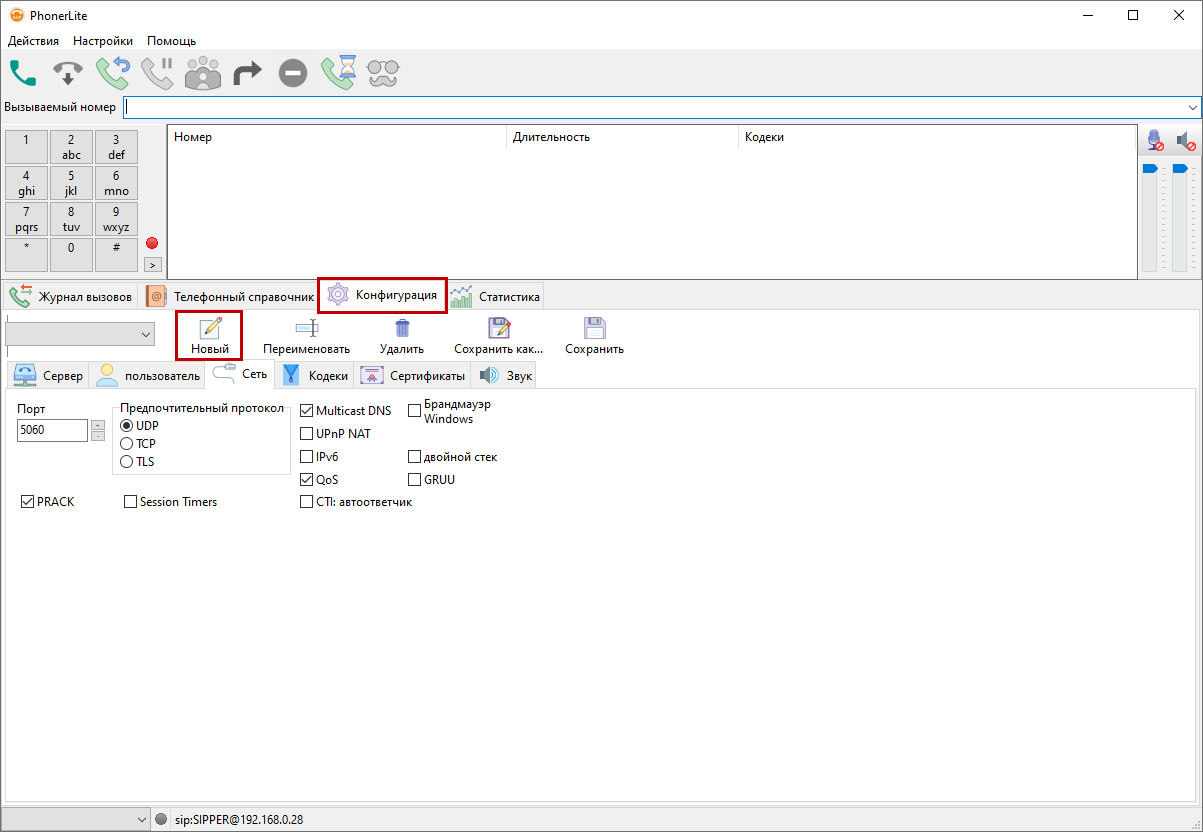 PhonerLite
Действия Настройки Помощь
Вызываемый номер
1 2 3
abc def
4 5 6
ghi jkl mno
7 8 9
pqrs tuv wxyz
* 0 #
>
Номер Длительность Кодеки
Журнал вызовов Телефонный справочник Конфигурация Статистика
Новый Переименовать Удалить Сохранить как... Сохранить
Сервер пользователь Сеть Кодеки Сертификаты Звук
Порт
5060
Предпочтительный протокол
UDP
TCP
TLS
Multicast DNS
Брандмауэр
Windows
UPnP NAT
IPv6 двойной стек
QoS GRUU
PRACK Session Timers CTI: автоответчик
sip:SIPPER@192.168.0.28